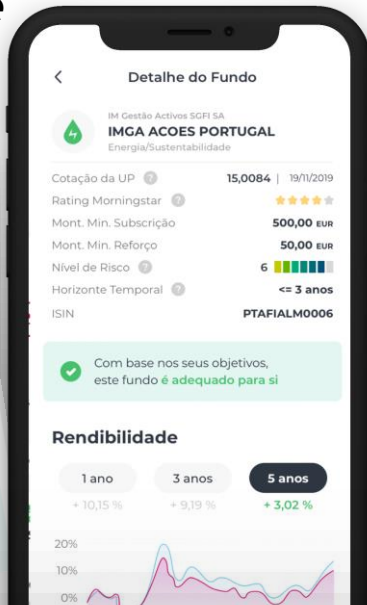 Detalhe do Fundo
IM Gestão Activos SGFI SA
IMGA ACOES PORTUGAL
Energia/Sustentabilidade
Cotação da UP ? 15,0084 | 19/11/2019
Rating Morningstar ?
Mont. Min. Subscrição 500,00 EUR
Mont. Min. Reforço 50,00 EUR
Nível de Risco ? 6
Horizonte Temporal ? <= 3 anos
ISIN PTAFIALM0006
Com base nos seus objetivos,
este fundo é adequado para si
Rendibilidade
1 ano 3 anos 5 anos
+ 10,15 % + 9,19 % + 3,02 %
20%
10%
0%